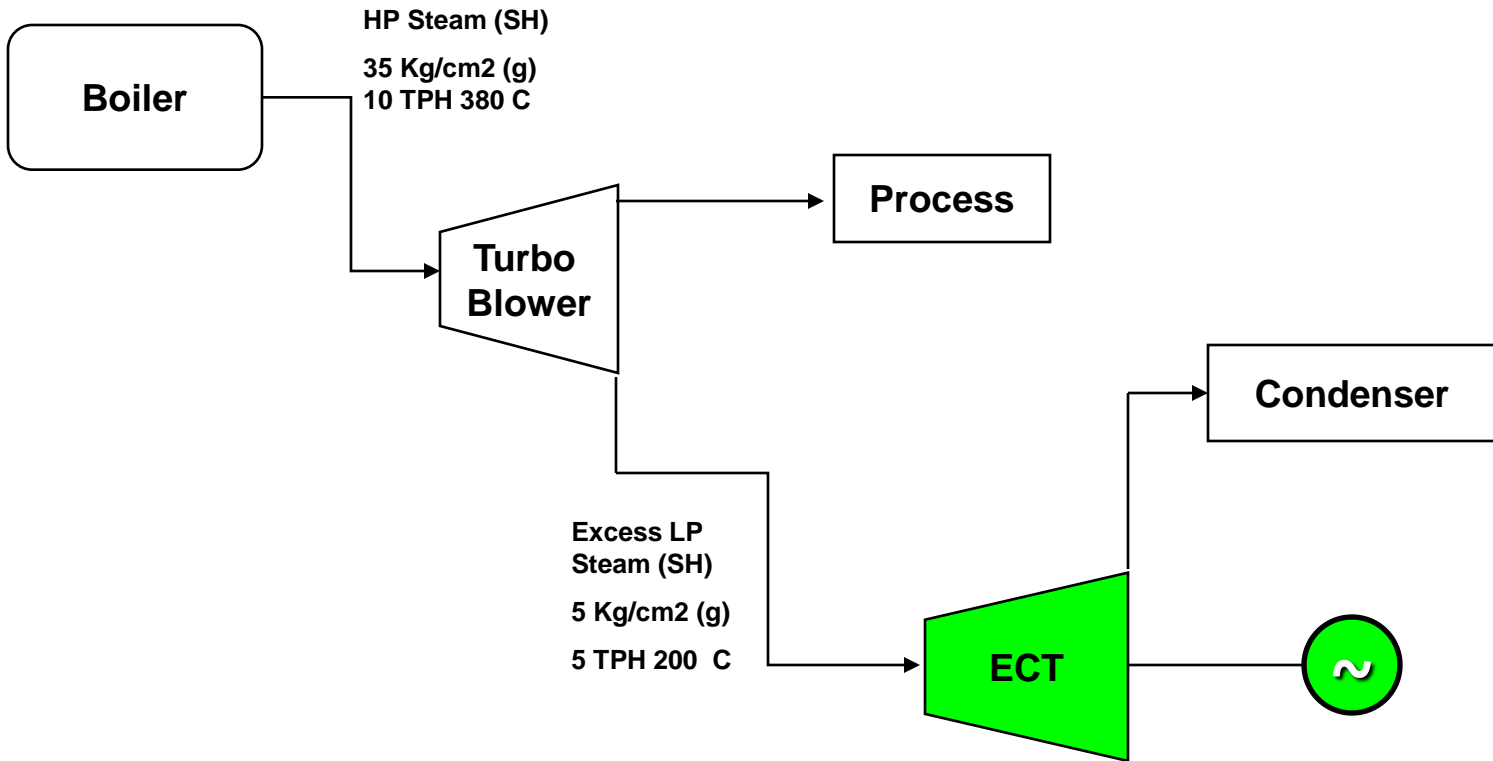 HP Steam (SH)
35 Kg/cm2 (g)
10 TPH 380 C
Boiler
Process
Turbo
Blower
Condenser
Excess LP
Steam (SH)
5 Kg/cm2 (g)
5 TPH 200  C
ECT
~